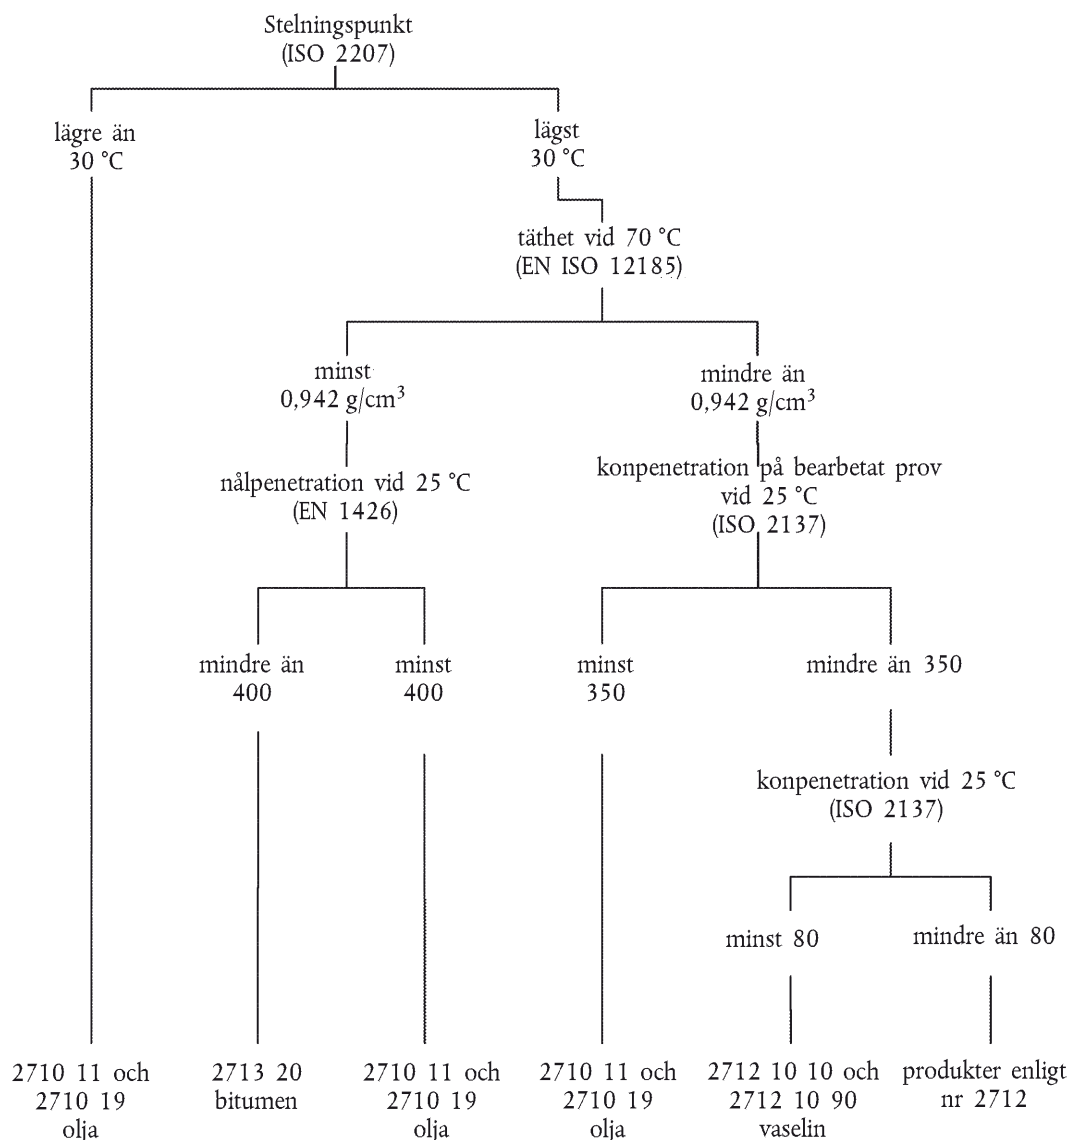 Stelningspunkt
(ISO 2207)
lägre än
30 °C
lägst
30 °C
täthet vid 70 °C
(EN ISO 12185)
minst
0,942 g/cm³
mindre än
0,942 g/cm³
nålpenetration vid 25 °C
(EN 1426)
konpenetration på bearbetat prov
vid 25 °C
(ISO 2137)
mindre än
400
minst
400
minst
350
mindre än 350
konpenetration vid 25 °C
(ISO 2137)
minst 80
mindre än 80
2710 11 och
2710 19
olja
2713 20
bitumen
2710 11 och
2710 19
olja
2710 11 och
2710 19
olja
2712 10 10 och
2712 10 90
vaselin
produkter enligt
nr 2712